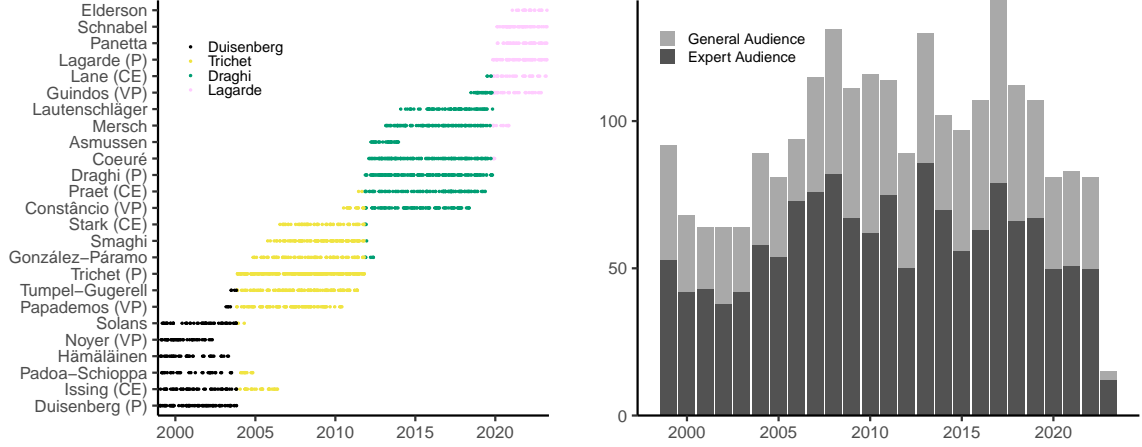 Elderson
Schnabel
Panetta
Lagarde (P)
Lane (CE)
Guindos (VP)
Lautenschläger
Mersch
Asmussen
Coeuré
Draghi (P)
Praet (CE)
Constâncio (VP)
Stark (CE)
Smaghi
González−Páramo
Trichet (P)
Tumpel−Gugerell
Papademos (VP)
Solans
Noyer (VP)
Hämäläinen
Padoa−Schioppa
Issing (CE)
Duisenberg (P)
Duisenberg
Trichet
Draghi
Lagarde
2000 2005 2010 2015 2020
General Audience
Expert Audience
100
50
0
2000 2005 2010 2015 2020